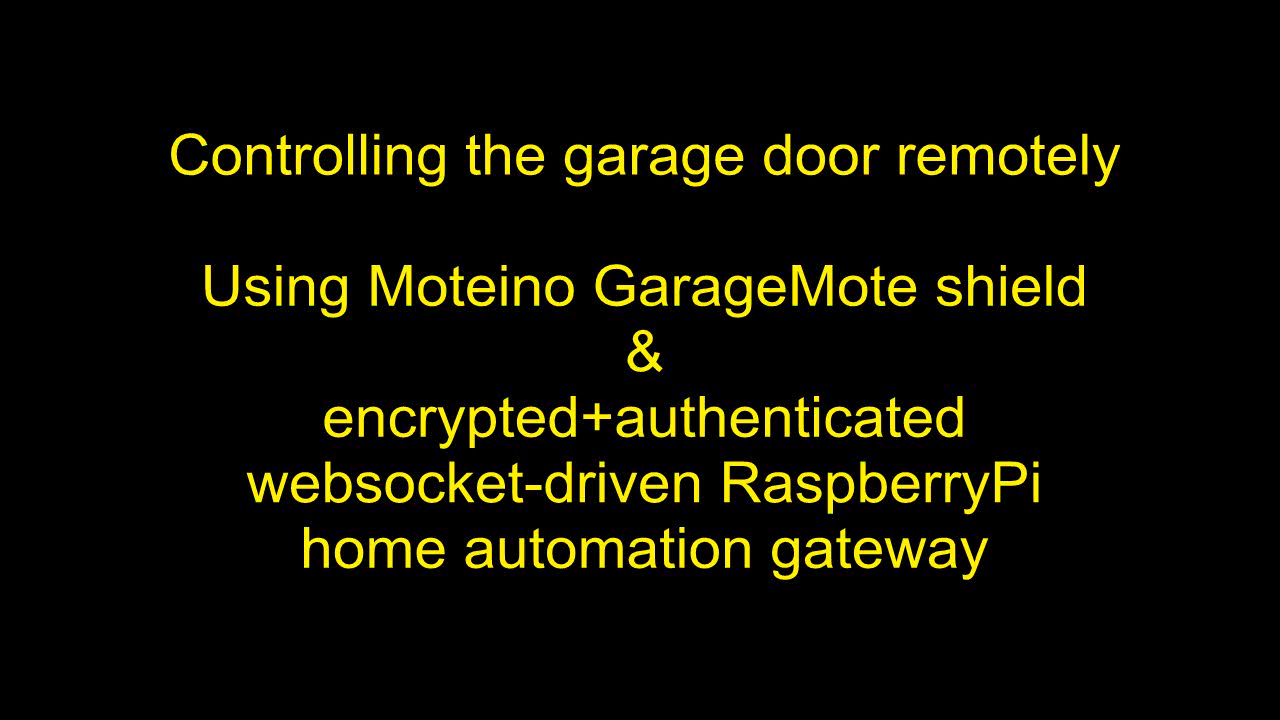 Controlling the garage door remotely
Using Moteino GarageMote shield
&
encrypted+authenticated
websocket-driven RaspberryPi
home automation gateway